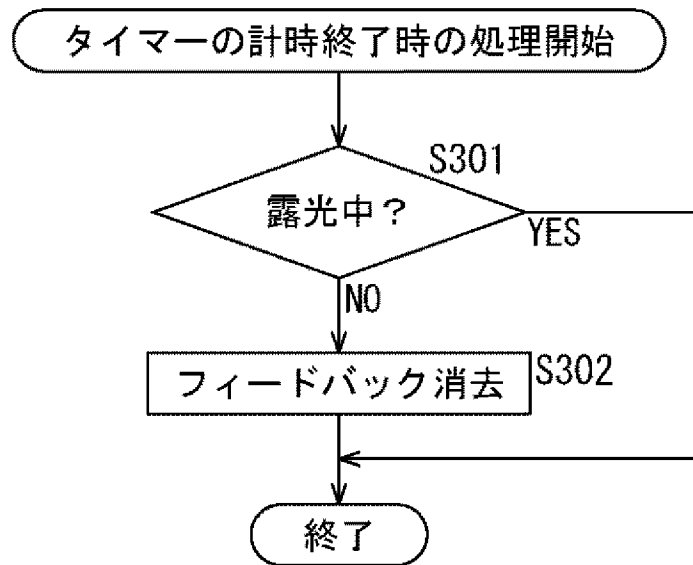 タイマーの計時終了時の処理開始
S301
露光中？
YES
NO
フィードバック消去
S302
終了